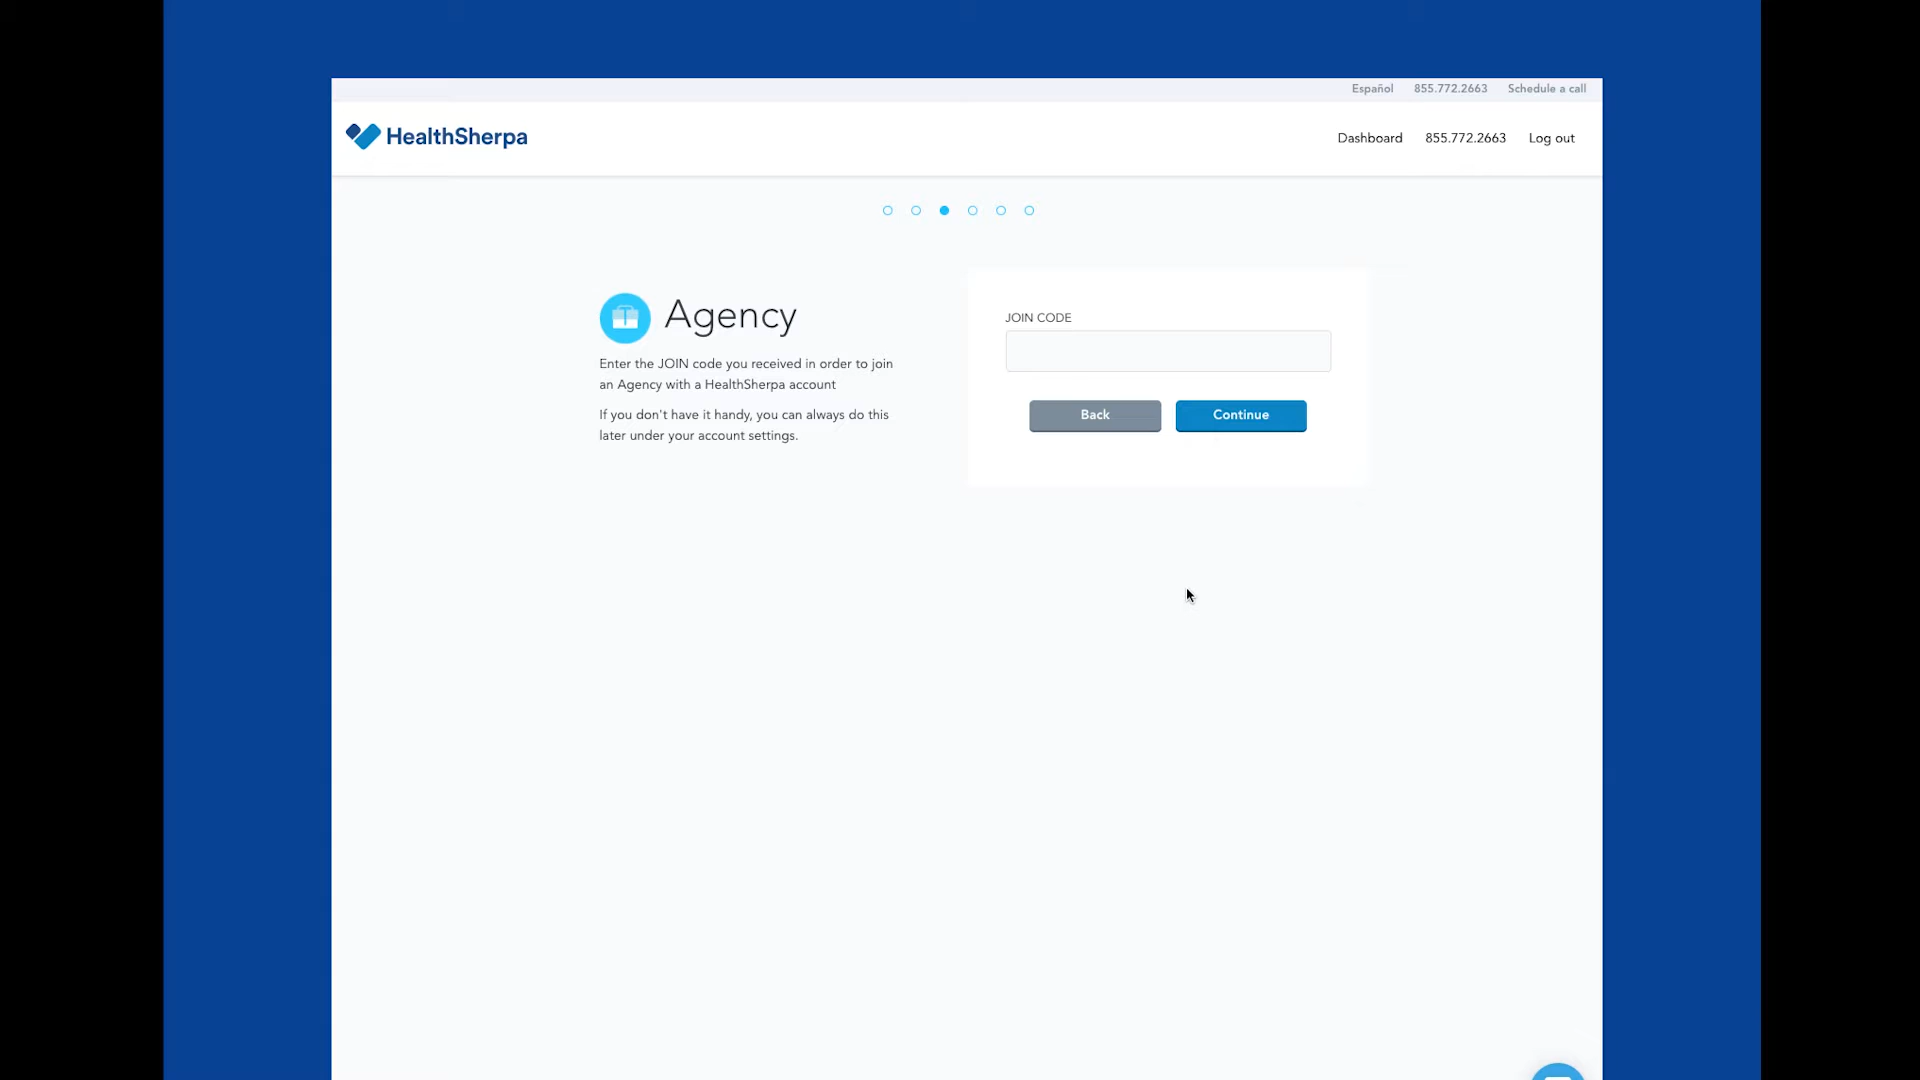 Español 855.772.2663 Schedule a call
HealthSherpa
Dashboard 855.772.2663 Log out
Agency
Enter the JOIN code you received in order to join
an Agency with a HealthSherpa account
If you don't have it handy, you can always do this
later under your account settings.
JOIN CODE
Back Continue